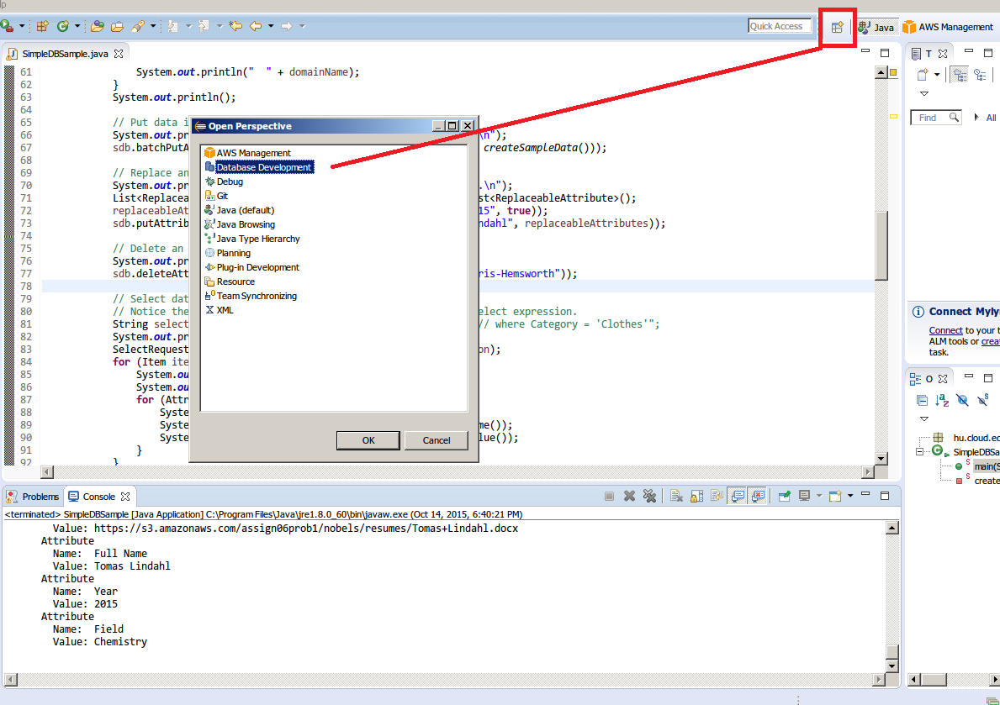 lp
Quick Access
Java
AWS Management
SimpleDBSample.java
T
61 System.out.println("  " + domainName);
62 }
63 System.out.println();
64
65 // Put data i
66 System.out.pr \n");
67 sdb.batchPutA createSampleData()));
68
69 // Replace an
70 System.out.pr .\n");
71 List<Replacea st<ReplaceableAttribute>();
72 replaceableAt 15", true));
73 sdb.putAttrib ndahl", replaceableAttributes));
74
75 // Delete an
76 System.out.pr
77 sdb.deleteAtt ris-Hemsworth"));
78
79 // Select dat
80 // Notice the elect expression.
81 String select // where Category = 'Clothes'";
82 System.out.pr
83 SelectRequest on);
84 for (Item ite
85 System.ou
86 System.ou
87 for (Attr
88 Syste
89 Syste me());
90 Syste lue());
91 }
92 }
Open Perspective
AWS Management
Database Development
Debug
Git
Java (default)
Java Browsing
Java Type Hierarchy
Planning
Plug-in Development
Resource
Team Synchronizing
XML
OK
Cancel
Find
All
Connect Myly
Connect to your t
ALM tools or crea
task.
O
hu.cloud.ed
SimpleDBSa
main(S
create
Problems
Console
<terminated> SimpleDBSample [Java Application] C:\Program Files\Java\jre1.8.0_60\bin\javaw.exe (Oct 14, 2015, 6:40:21 PM)
Value: https://s3.amazonaws.com/assign06prob1/nobels/resumes/Tomas+Lindahl.docx
Attribute
Name:  Full Name
Value: Tomas Lindahl
Attribute
Name:  Year
Value: 2015
Attribute
Name:  Field
Value: Chemistry